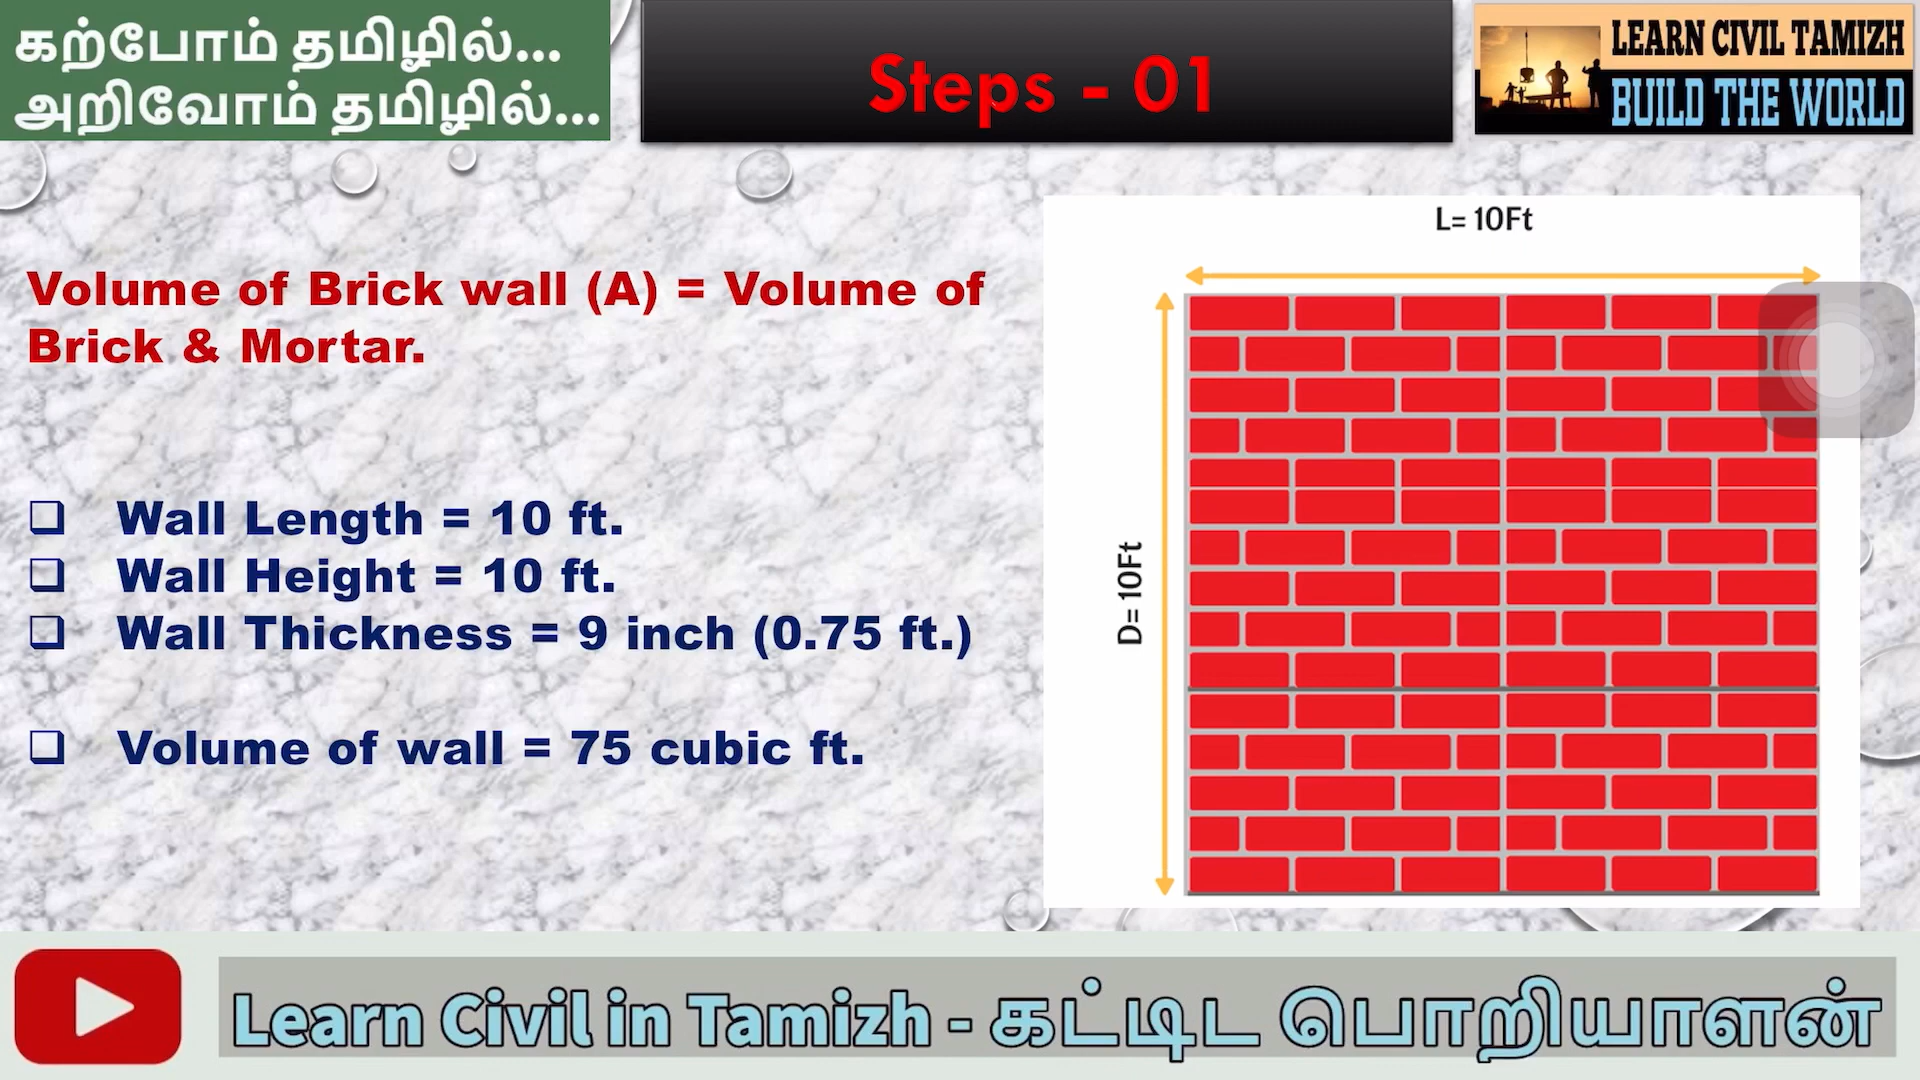 கற்போம் தமிழில்...
அறிவோம் தமிழில்...
Steps - 01
LEARN CIVIL TAMIZH
BUILD THE WORLD
Volume of Brick wall (A) = Volume of
Brick & Mortar.
Wall Length = 10 ft.
Wall Height = 10 ft.
Wall Thickness = 9 inch (0.75 ft.)
Volume of wall = 75 cubic ft.
L= 10Ft
D= 10Ft
Learn Civil in Tamizh - கட்டிட பொறியாளன்